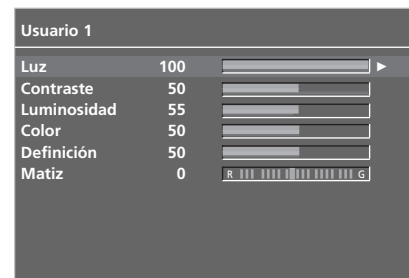 Usuario 1
Luz 100
Contraste 50
Luminosidad 55
Color 50
Definición 50
Matiz 0 R G